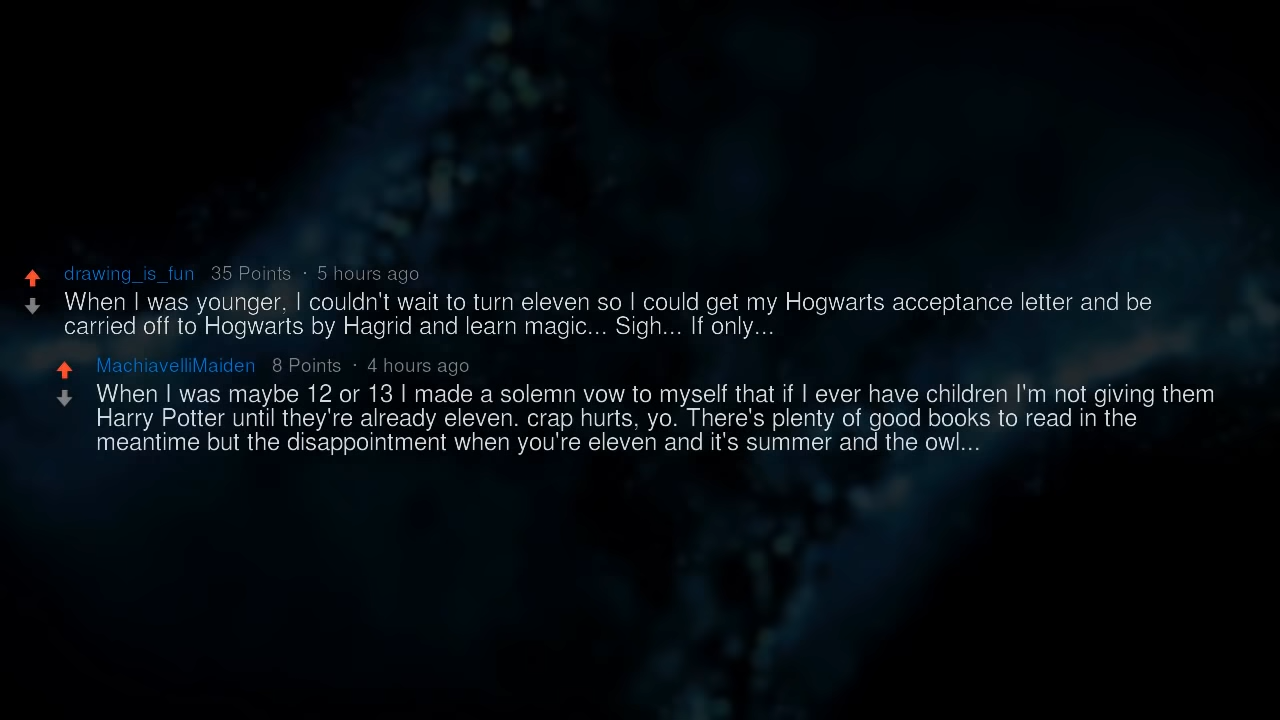 drawing_is_fun 35 Points · 5 hours ago
When I was younger, I couldn't wait to turn eleven so I could get my Hogwarts acceptance letter and be
carried off to Hogwarts by Hagrid and learn magic... Sigh... If only...
MachiavelliMaiden 8 Points · 4 hours ago
When I was maybe 12 or 13 I made a solemn vow to myself that if I ever have children I'm not giving them
Harry Potter until they're already eleven. crap hurts, yo. There's plenty of good books to read in the
meantime but the disappointment when you're eleven and it's summer and the owl...